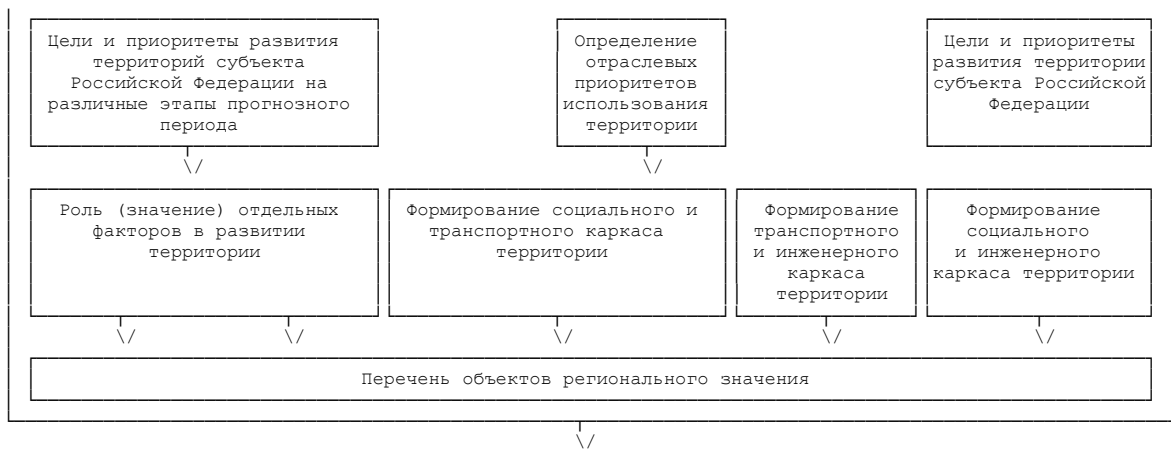 Цели и приоритеты развития
территорий субъекта
Российской Федерации на
различные этапы прогнозного
периода
Определение
отраслевых
приоритетов
использования
территории
Цели и приоритеты
развития территории
субъекта Российской
Федерации
\/
\/
Роль (значение) отдельных
факторов в развитии
территории
Формирование социального и
транспортного каркаса
территории
Формирование
транспортного
и инженерного
каркаса
территории
Формирование
социального
и инженерного
каркаса территории
\/
\/
\/
\/
\/
Перечень объектов регионального значения
\/